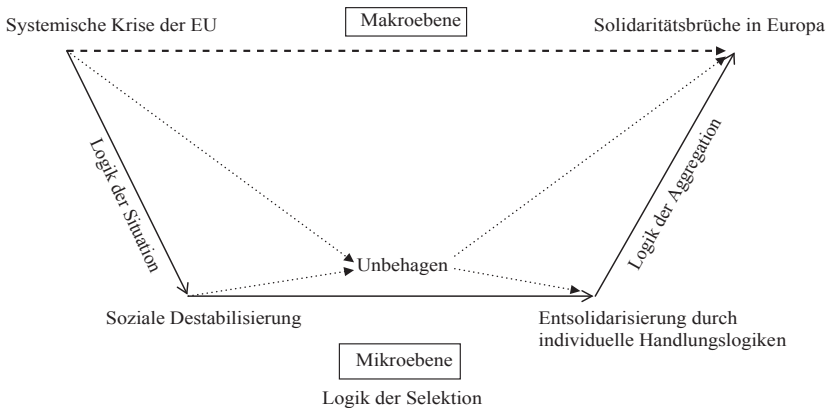 Makroebene
Systemische Krise der EU
Solidaritätsbrüche in Europa
Logik der Situation
Logik der Aggregation
Unbehagen
Soziale Destabilisierung
Entsolidarisierung durch
individuelle Handlungslogiken
Mikroebene
Logik der Selektion